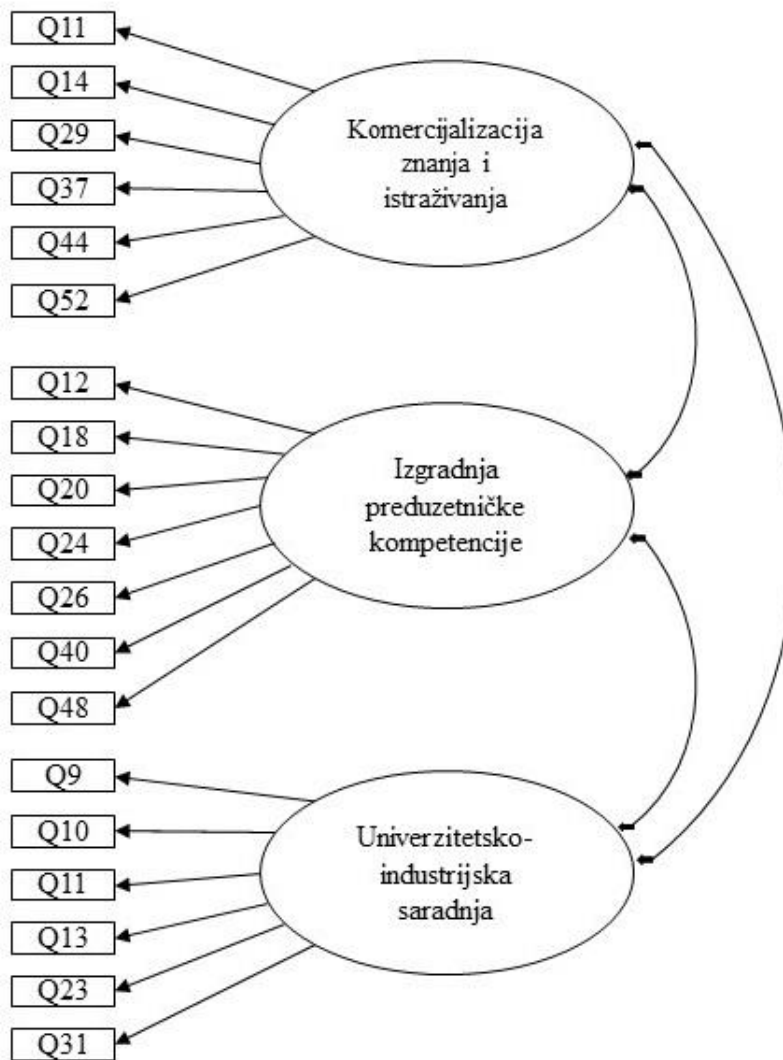 Q11
Q14
Q29
Q37
Q44
Q52
Komercijalizacija
znanja i
istraživanja
Q12
Q18
Q20
Q24
Q26
Q40
Q48
Izgradnja
preduzetničke
kompetencije
Q9
Q10
Q11
Q13
Q23
Q31
Univerzitetsko-
industrijska
saradnja